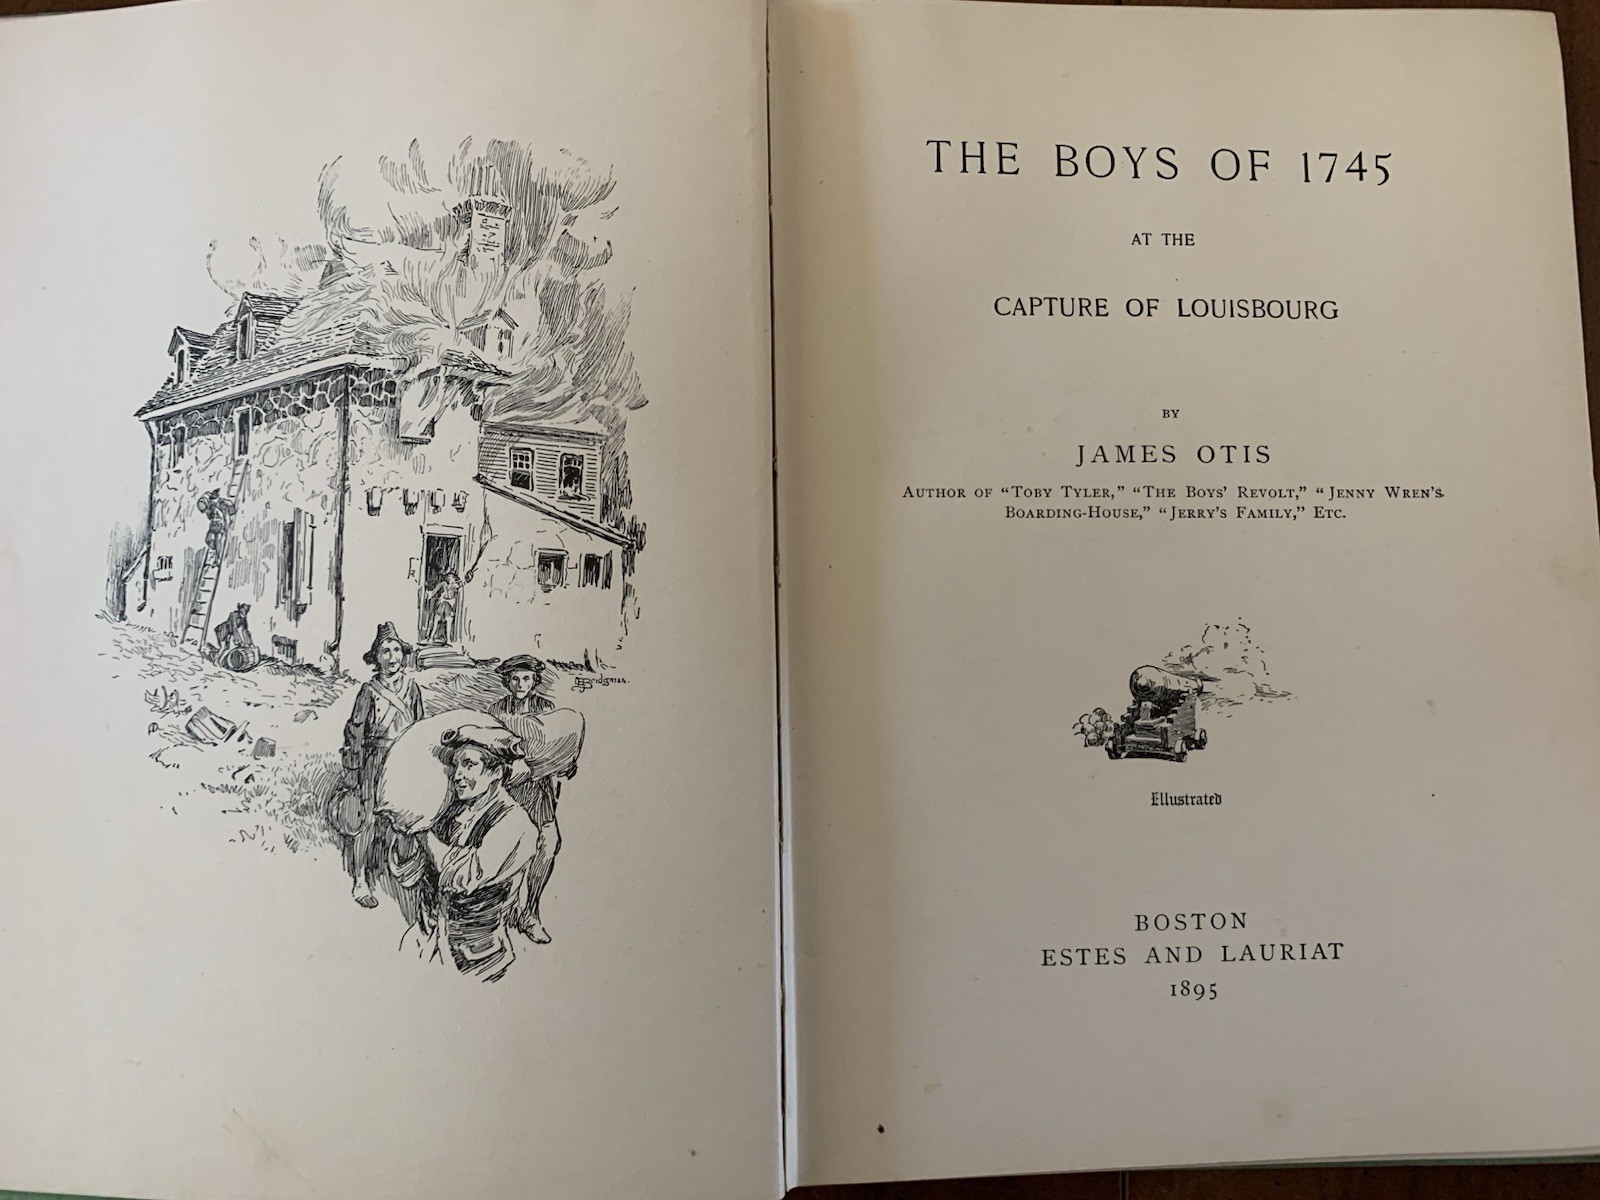 Bridgman.
THE BOYS OF 1745
AT THE
CAPTURE OF LOUISBOURG
BY
JAMES OTIS
AUTHOR OF “TOBY TYLER,” “THE BOYS’ REVOLT,” “JENNY WREN’S
BOARDING-HOUSE,” “JERRY’S FAMILY,” ETC.
Illustrated
BOSTON
ESTES AND LAURIAT
1895